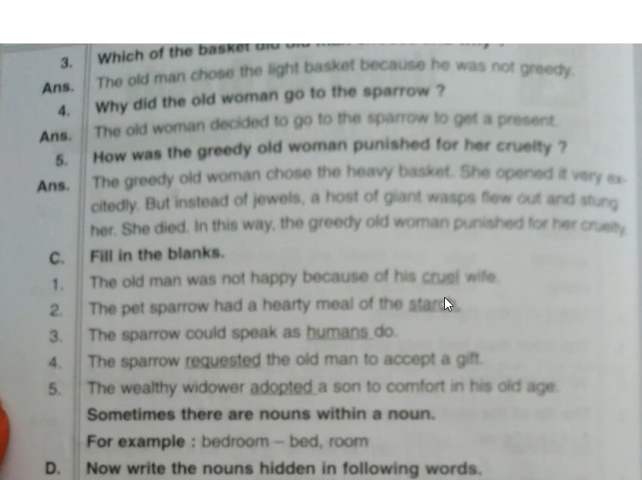 3. Which of the basket did old man
Ans. The old man chose the light basket because he was not greedy.
4. Why did the old woman go to the sparrow ?
Ans. The old woman decided to go to the sparrow to get a present.
5. How was the greedy old woman punished for her cruelty ?
Ans. The greedy old woman chose the heavy basket. She opened it very ex-
citedly. But instead of jewels, a host of giant wasps flew out and stung
her. She died. In this way, the greedy old woman punished for her cruelty.
C. Fill in the blanks.
1. The old man was not happy because of his cruel wife.
2. The pet sparrow had a hearty meal of the
3. The sparrow could speak as humans do.
4. The sparrow requested the old man to accept a gift.
5. The wealthy widower adopted a son to comfort in his old age.
Sometimes there are nouns within a noun.
For example : bedroom – bed, room
D. Now write the nouns hidden in following words.